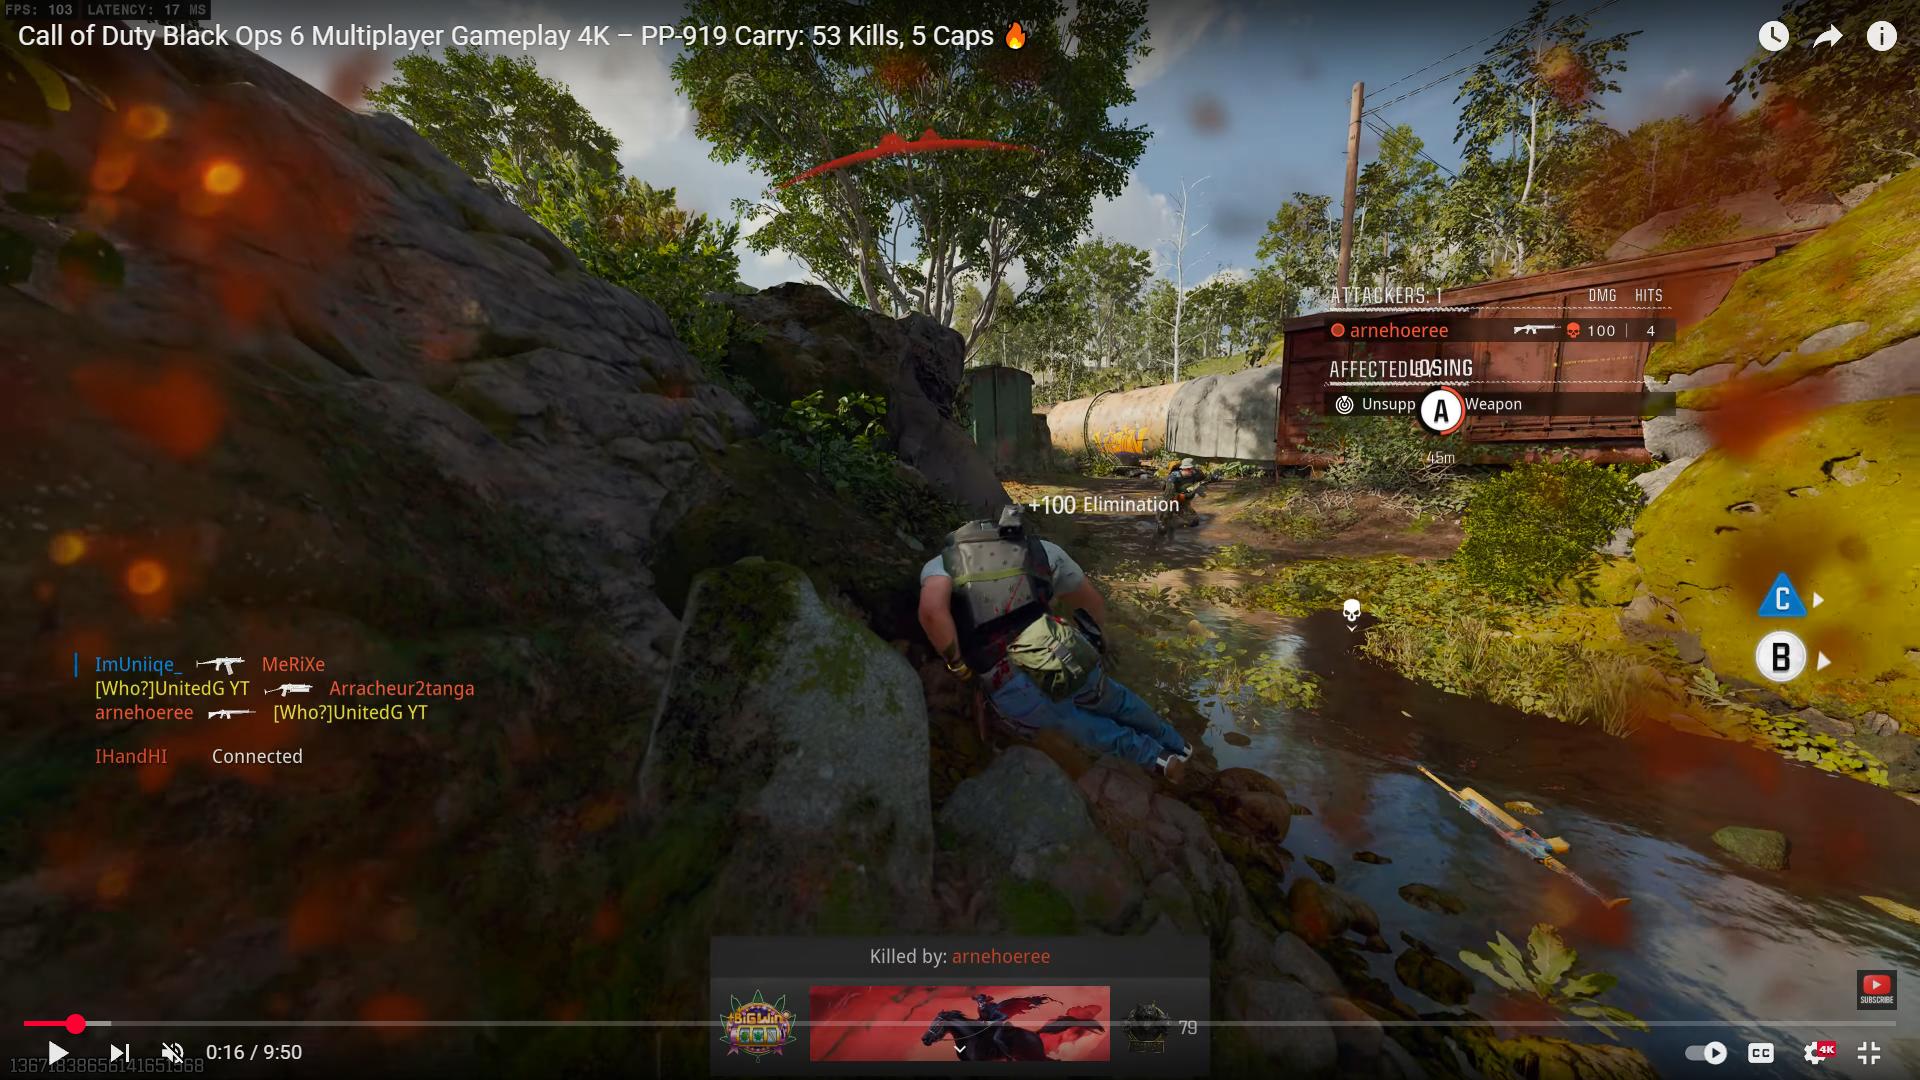 FPS: 103 LATENCY: 17 MS
Call of Duty Black Ops 6 Multiplayer Gameplay 4K – PP-919 Carry: 53 Kills, 5 Caps 🔥
ATTACKERS: 1 DMG HITS
arnehoeree 100 | 4
AFFECTED
LOSING
Unsupp
Weapon
A
45m
+100 Elimination
C
B
ImUniiqe_ MeRiXe
[Who?]UnitedG YT Arracheur2tanga
arnehoeree [Who?]UnitedG YT
IHandHI Connected
Killed by: arnehoeree
BIG Win
79
SUBSCRIBE
0:16 / 9:50
CC
4K